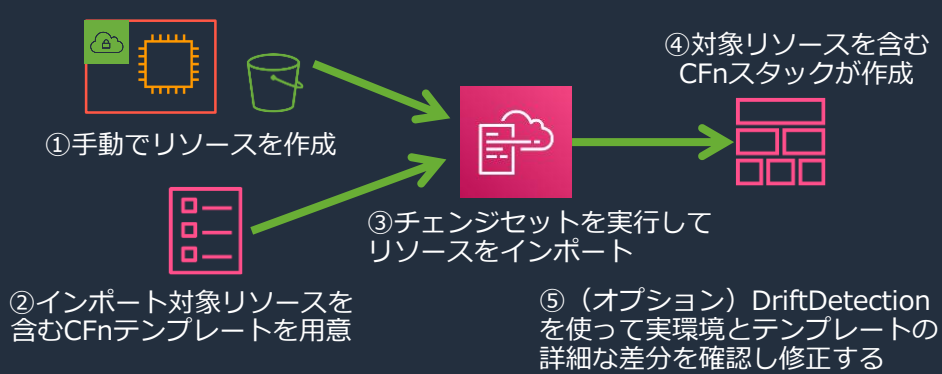 ①手動でリソースを作成
②インポート対象リソースを
含むCFnテンプレートを用意
③チェンジセットを実行して
リソースをインポート
④対象リソースを含む
CFnスタックが作成
⑤（オプション）DriftDetection
を使って実環境とテンプレートの
詳細な差分を確認し修正する